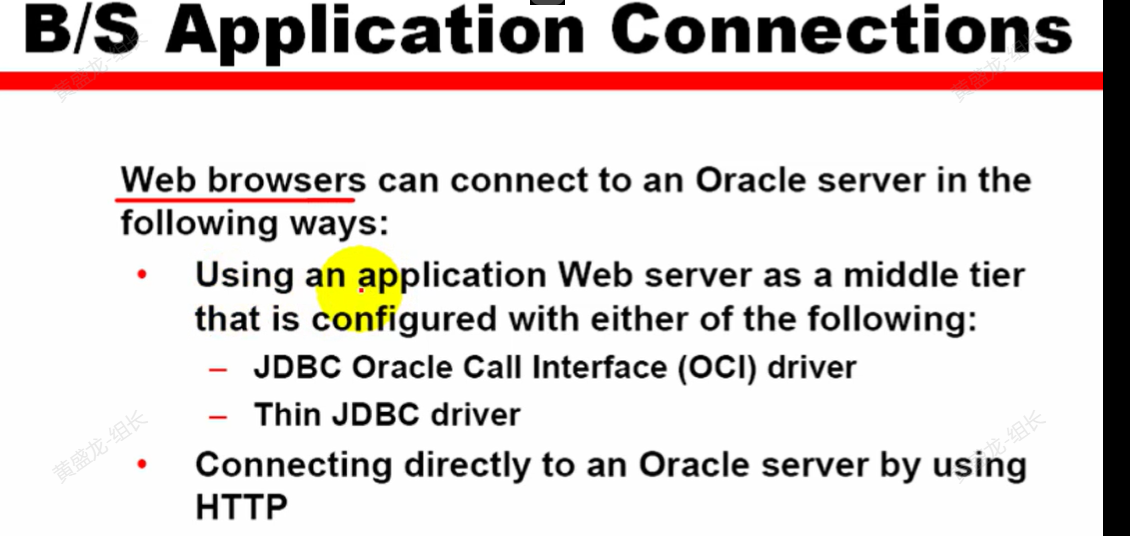 B/S Application Connections
Web browsers can connect to an Oracle server in the
following ways:
• Using an application Web server as a middle tier
that is configured with either of the following:
– JDBC Oracle Call Interface (OCI) driver
– Thin JDBC driver
• Connecting directly to an Oracle server by using
HTTP
黄盛龙-组长
黄盛龙-组长
黄盛龙-组长
黄盛龙-组长